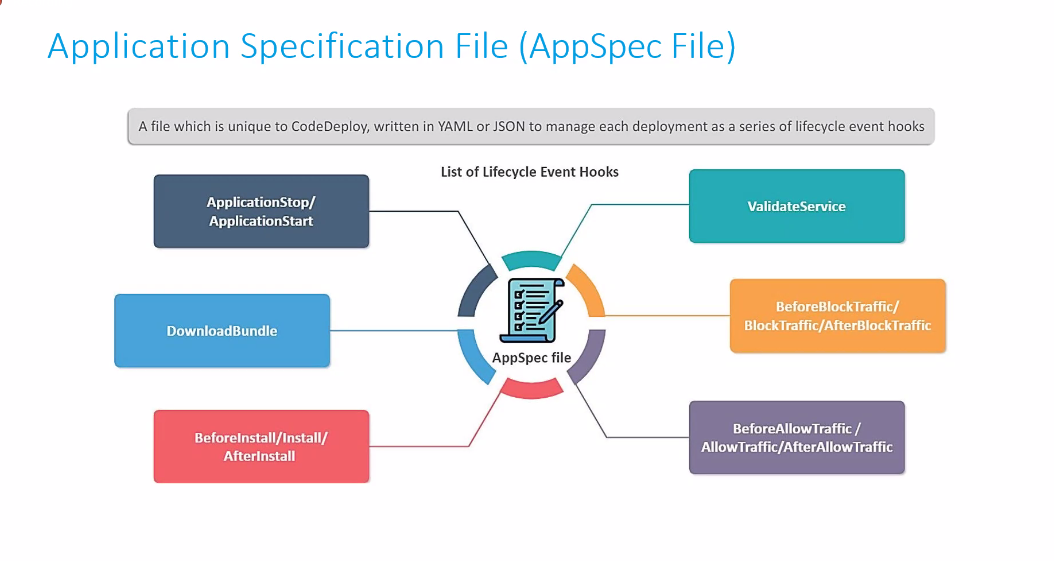 Application Specification File (AppSpec File)
A file which is unique to CodeDeploy, written in YAML or JSON to manage each deployment as a series of lifecycle event hooks
List of Lifecycle Event Hooks
ApplicationStop/
ApplicationStart
ValidateService
DownloadBundle
BeforeBlockTraffic/
BlockTraffic/AfterBlockTraffic
AppSpec file
BeforeInstall/Install/
AfterInstall
BeforeAllowTraffic /
AllowTraffic/AfterAllowTraffic